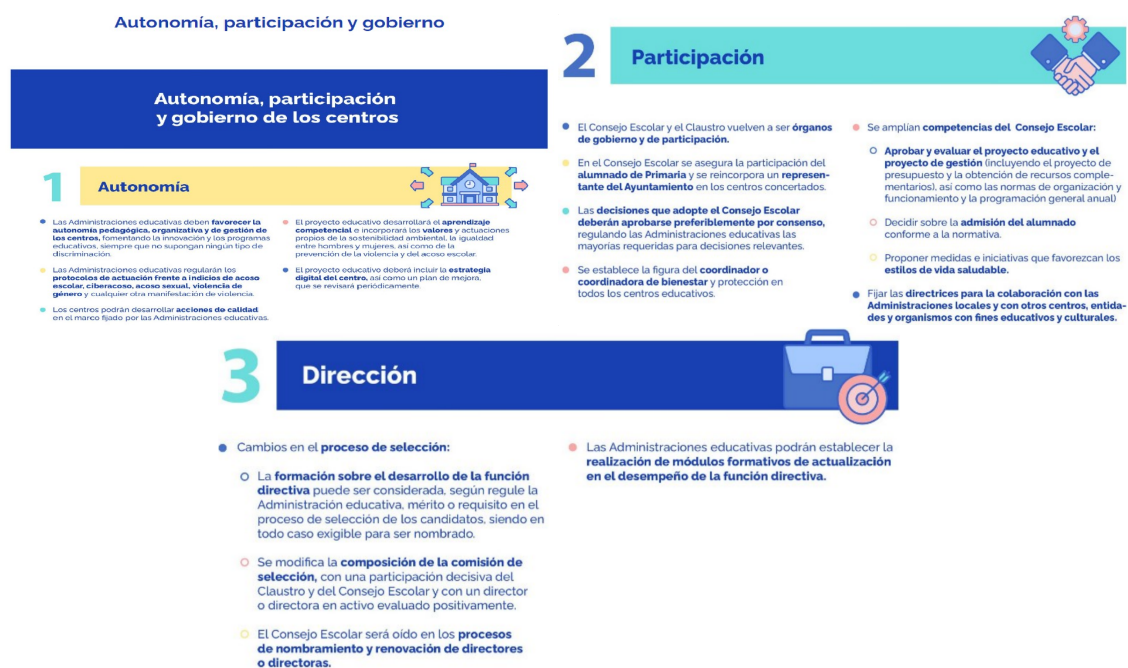 Autonomía, participación y gobierno
Autonomía, participación
y gobierno de los centros
1
Autonomía
Las Administraciones educativas deben favorecer la
autonomía pedagógica, organizativa y de gestión de
los centros, fomentando la innovación y los programas
educativos, siempre que no supongan ningún tipo de
discriminación.
Las Administraciones educativas regularán los
protocolos de actuación frente a indicios de acoso
escolar, ciberacoso, acoso sexual, violencia de
género y cualquier otra manifestación de violencia.
Los centros podrán desarrollar acciones de calidad
en el marco fijado por las Administraciones educativas.
El proyecto educativo desarrollará el aprendizaje
competencial e incorporará los valores y actuaciones
propios de la sostenibilidad ambiental, la igualdad
entre hombres y mujeres, así como de la
prevención de la violencia y del acoso escolar.
El proyecto educativo deberá incluir la estrategia
digital del centro, así como un plan de mejora,
que se revisará periódicamente.
2
Participación
El Consejo Escolar y el Claustro vuelven a ser órganos
de gobierno y de participación.
En el Consejo Escolar se asegura la participación del
alumnado de Primaria y se reincorpora un represen-
tante del Ayuntamiento en los centros concertados.
Las decisiones que adopte el Consejo Escolar
deberán aprobarse preferiblemente por consenso,
regulando las Administraciones educativas las
mayorías requeridas para decisiones relevantes.
Se establece la figura del coordinador o
coordinadora de bienestar y protección en
todos los centros educativos.
Se amplían competencias del Consejo Escolar:
Aprobar y evaluar el proyecto educativo y el
proyecto de gestión (incluyendo el proyecto de
presupuesto y la obtención de recursos comple-
mentarios), así como las normas de organización y
funcionamiento y la programación general anual)
Decidir sobre la admisión del alumnado
conforme a la normativa.
Proponer medidas e iniciativas que favorezcan los
estilos de vida saludable.
Fijar las directrices para la colaboración con las
Administraciones locales y con otros centros, entida-
des y organismos con fines educativos y culturales.
3
Dirección
Cambios en el proceso de selección:
La formación sobre el desarrollo de la función
directiva puede ser considerada, según regule la
Administración educativa, mérito o requisito en el
proceso de selección de los candidatos, siendo en
todo caso exigible para ser nombrado.
Se modifica la composición de la comisión de
selección, con una participación decisiva del
Claustro y del Consejo Escolar y con un director
o directora en activo evaluado positivamente.
El Consejo Escolar será oído en los procesos
de nombramiento y renovación de directores
o directoras.
Las Administraciones educativas podrán establecer la
realización de módulos formativos de actualización
en el desempeño de la función directiva.